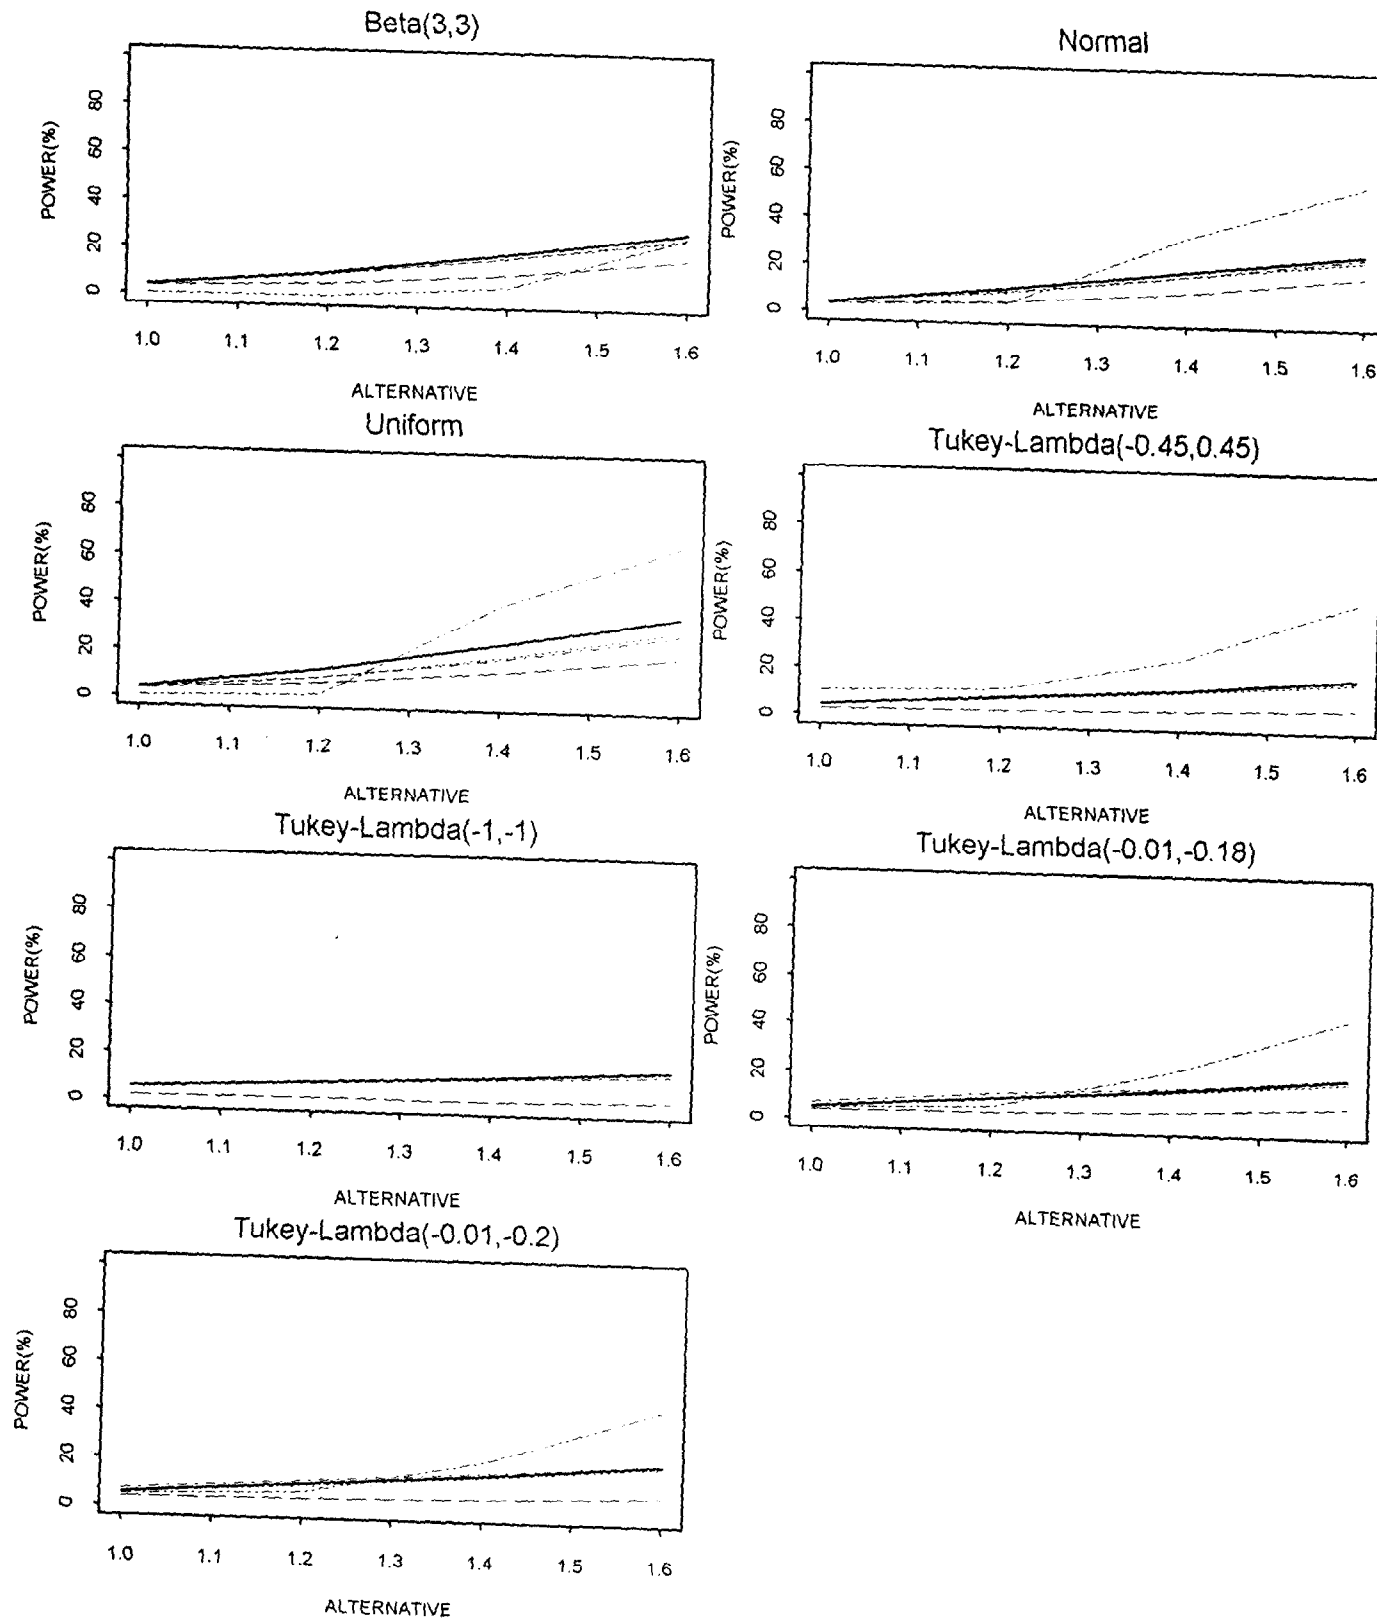 Beta(3,3)
POWER(%)
80
60
40
20
0
1.0 1.1 1.2 1.3 1.4 1.5 1.6
ALTERNATIVE
Normal
POWER(%)
80
60
40
20
0
1.0 1.1 1.2 1.3 1.4 1.5 1.6
ALTERNATIVE
Uniform
POWER(%)
80
60
40
20
0
1.0 1.1 1.2 1.3 1.4 1.5 1.6
ALTERNATIVE
Tukey-Lambda(-0.45,0.45)
POWER(%)
80
60
40
20
0
1.0 1.1 1.2 1.3 1.4 1.5 1.6
ALTERNATIVE
Tukey-Lambda(-1,-1)
POWER(%)
80
60
40
20
0
1.0 1.1 1.2 1.3 1.4 1.5 1.6
ALTERNATIVE
Tukey-Lambda(-0.01,-0.18)
POWER(%)
80
60
40
20
0
1.0 1.1 1.2 1.3 1.4 1.5 1.6
ALTERNATIVE
Tukey-Lambda(-0.01,-0.2)
POWER(%)
80
60
40
20
0
1.0 1.1 1.2 1.3 1.4 1.5 1.6
ALTERNATIVE